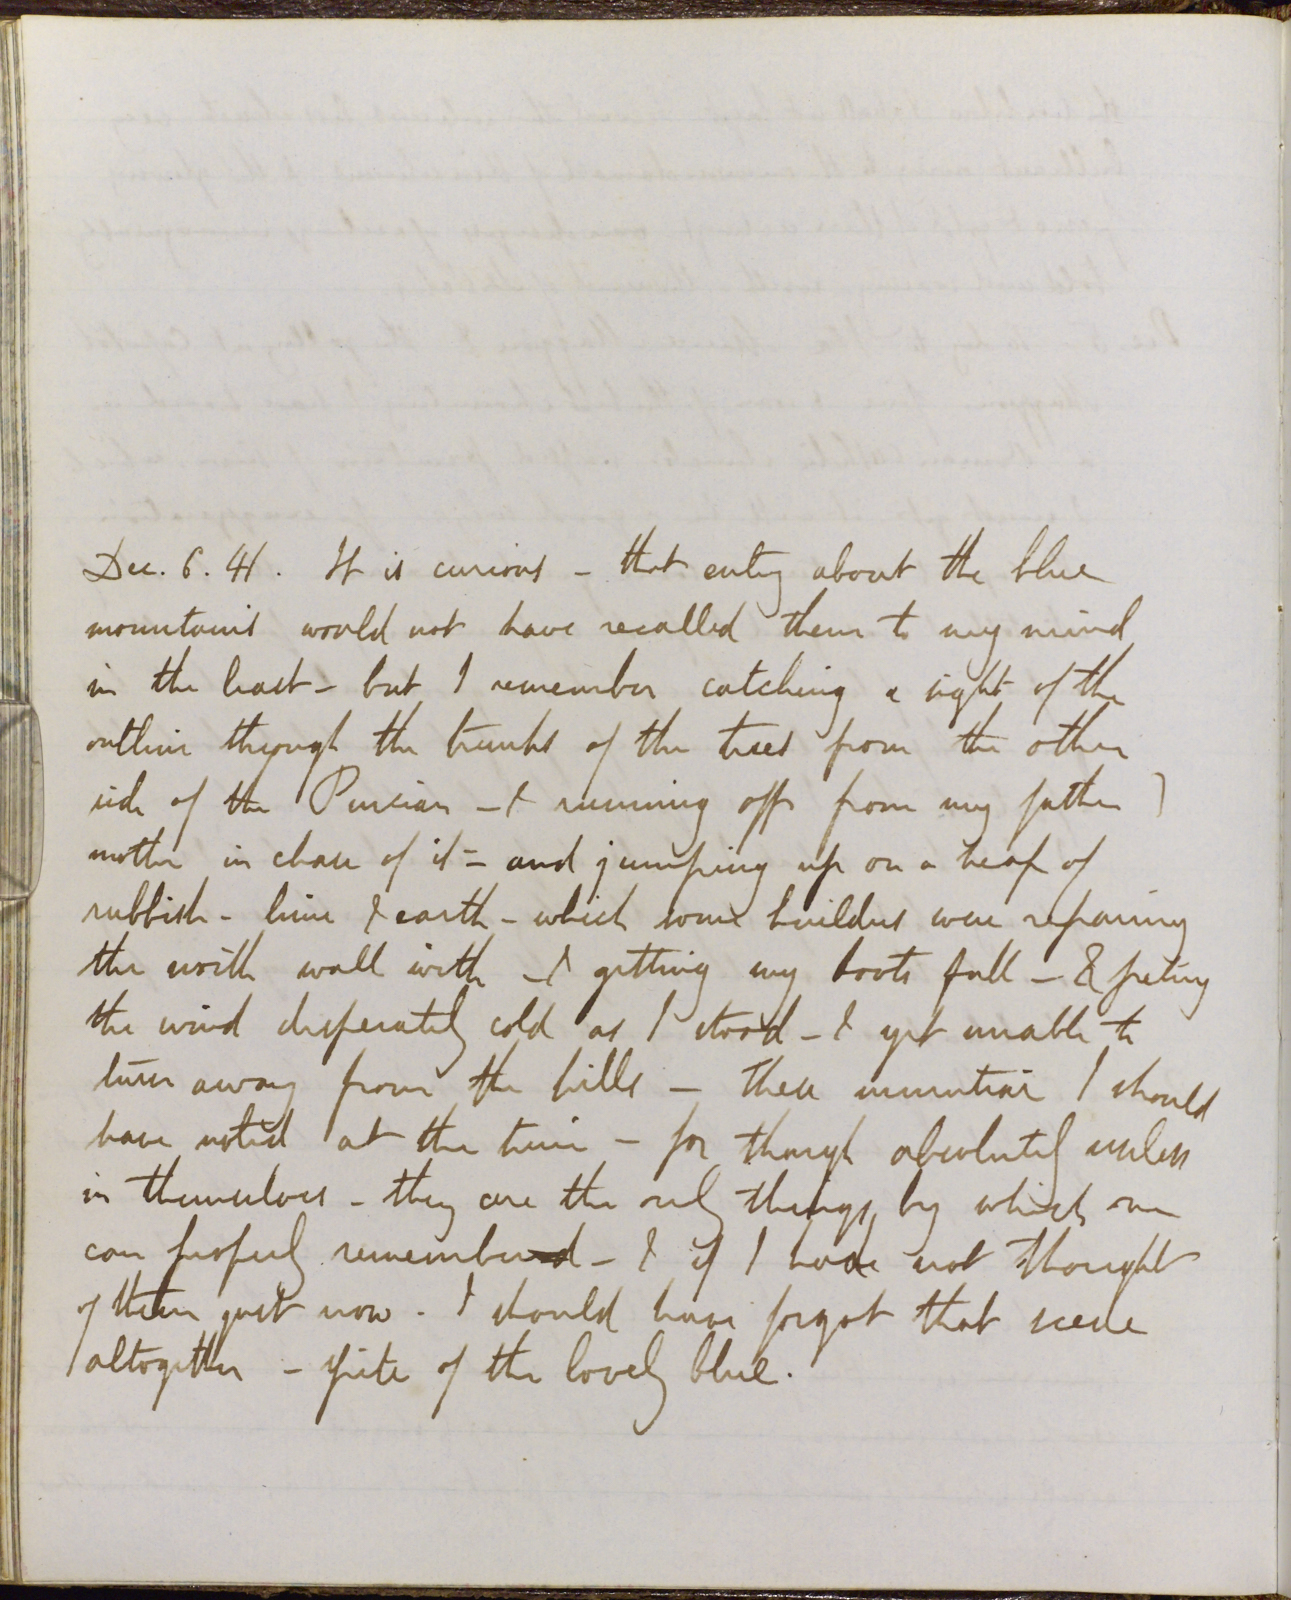 Dec. 6. 41. It is curious - that entry about the blue
mountains would not have recalled them to my mind
in the least - but I remember catching a sight of the
outline through the trunks of the trees from the other
side of the Pincian - & running off from my father &
mother in chase of it - and jumping up on a heap of
rubbish - lime & earth - which some builders were repairing
the north wall with - & getting my boots full - & feeling
the wind desperately cold as I stood - & yet unable to
turn away from the hills - These minutiæ I should
have noted at the time - for though absolutely useless
in themselves - they are the only things by which one
can properly remember - & if I had not thought
of them just now - I should have forgot that scene
altogether - spite of the lovely blue.